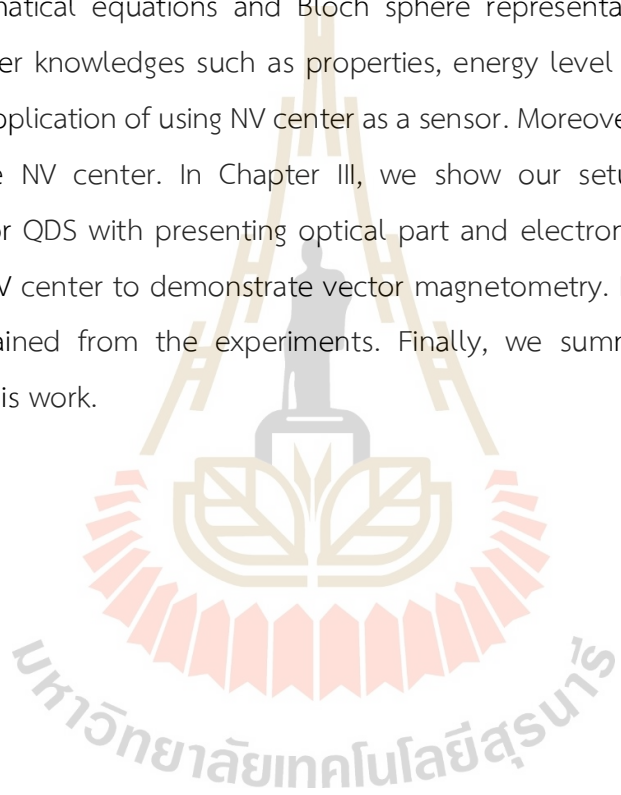 matical equations and Bloch sphere representa
er knowledges such as properties, energy level
pplication of using NV center as a sensor. Moreove
NV center. In Chapter III, we show our setu
or QDS with presenting optical part and electron
V center to demonstrate vector magnetometry.
ained from the experiments. Finally, we summ
is work.
มหาวิทยาลัยเทคโนโลยีสุรนารี